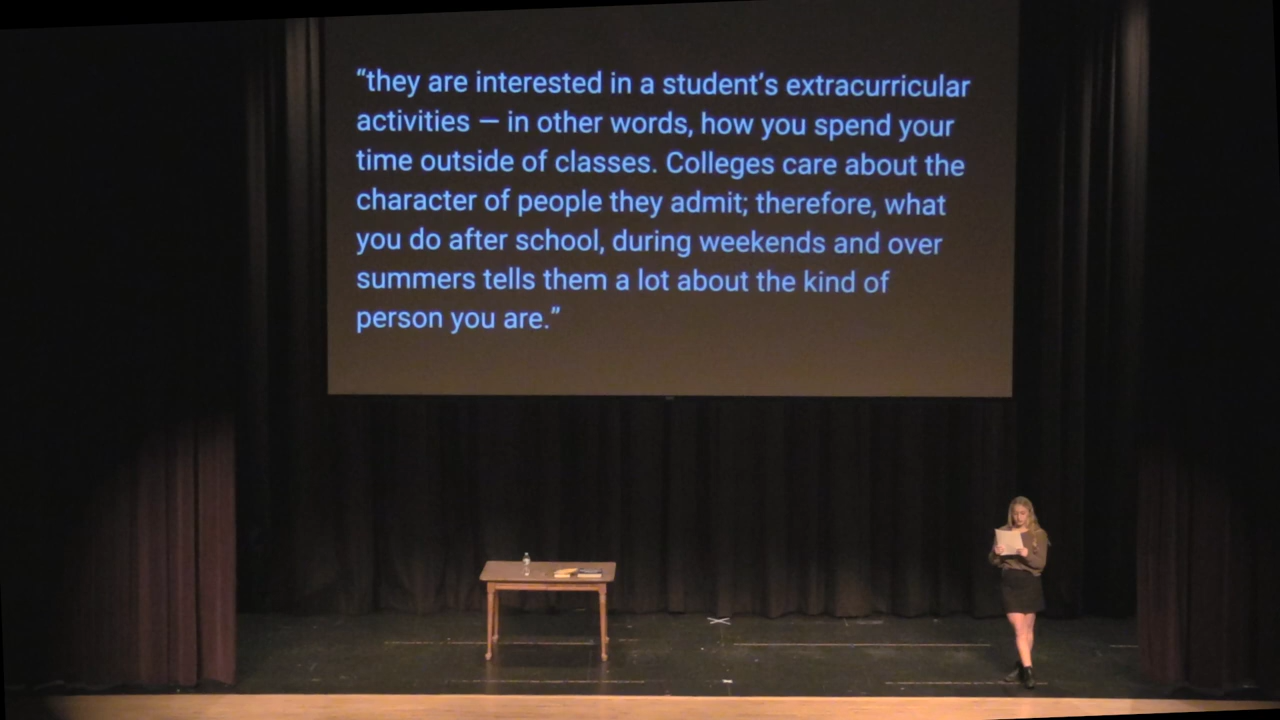 “they are interested in a student’s extracurricular
activities — in other words, how you spend your
time outside of classes. Colleges care about the
character of people they admit; therefore, what
you do after school, during weekends and over
summers tells them a lot about the kind of
person you are.”